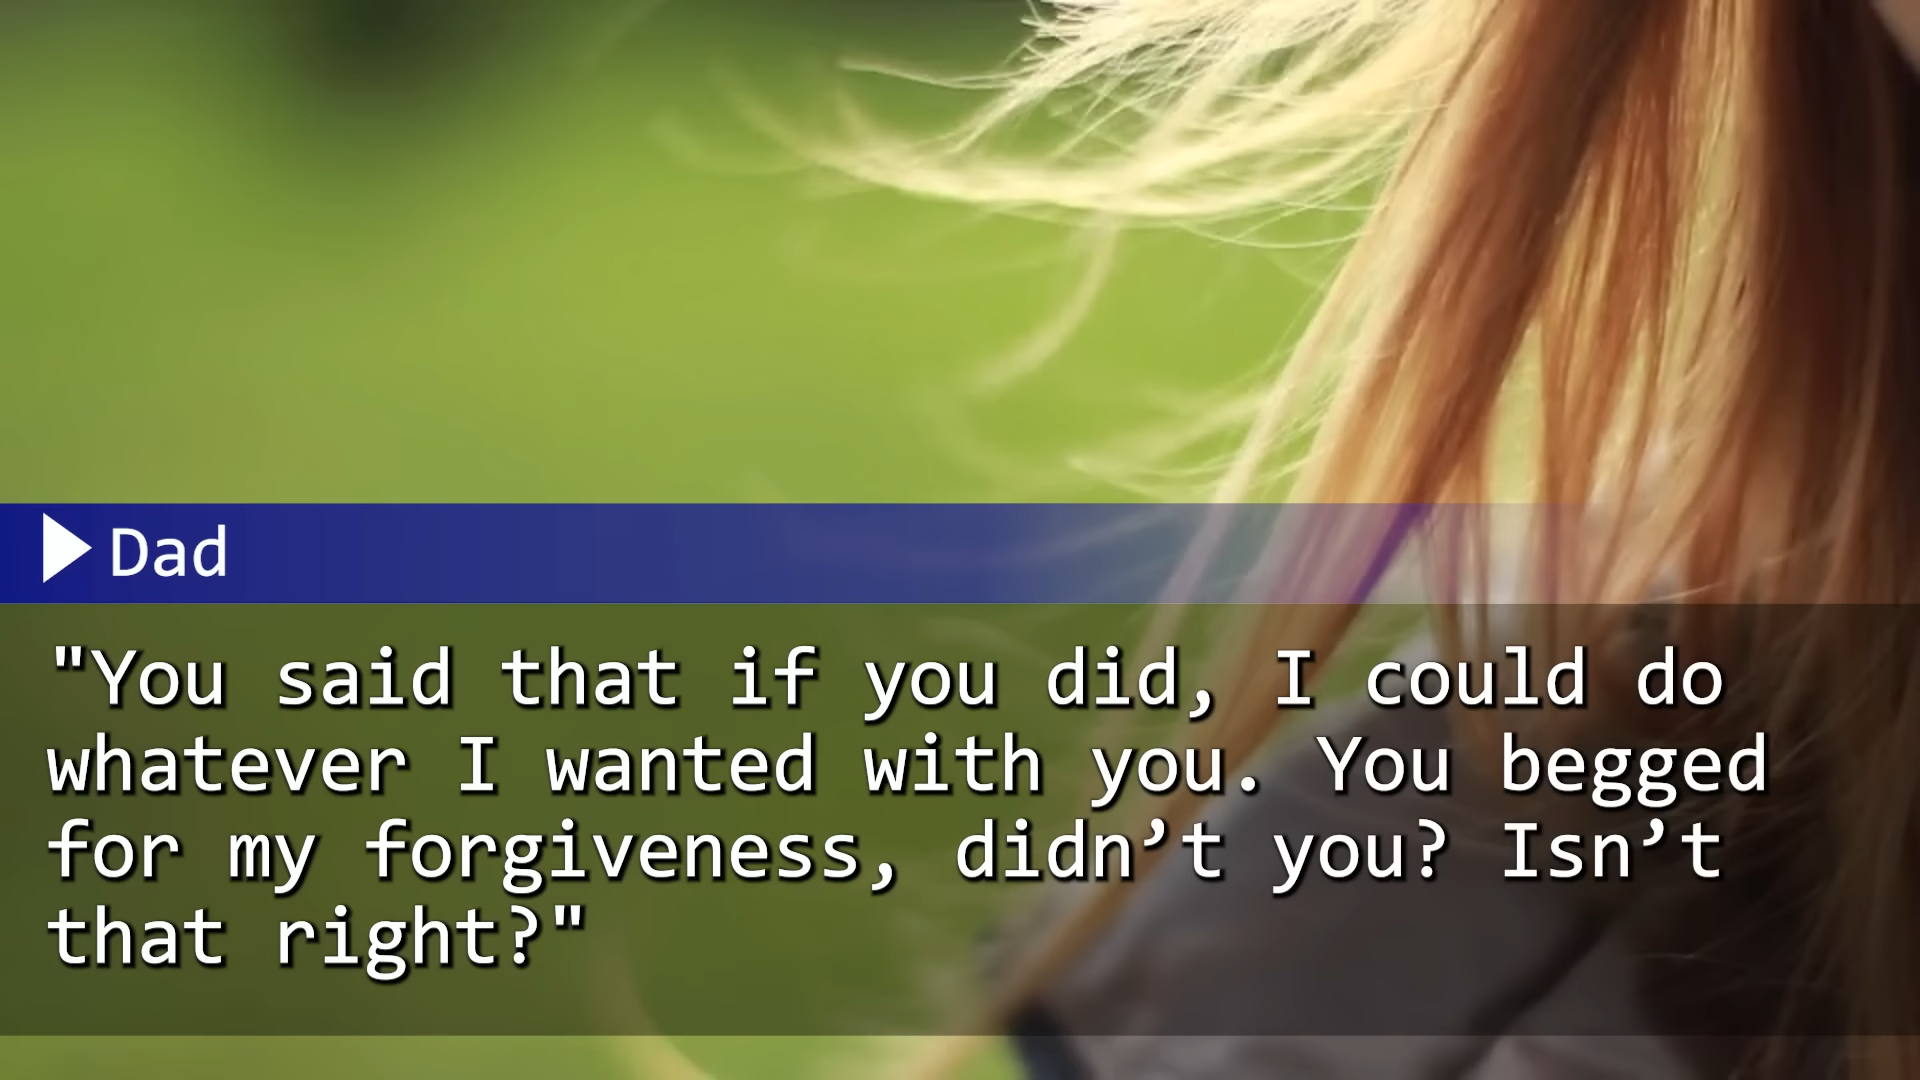 Dad
"You said that if you did, I could do
whatever I wanted with you. You begged
for my forgiveness, didn’t you? Isn’t
that right?"